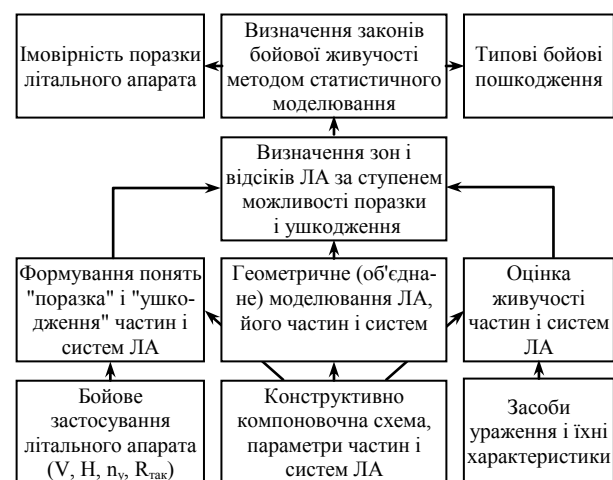 Імовірність поразки
літального апарата
Визначення законів
бойової живучості
методом статистичного
моделювання
Типові бойові
пошкодження
Визначення зон і
відсіків ЛА за ступенем
можливості поразки
і ушкодження
Формування понять
"поразка" і "ушко-
дження" частин і
систем ЛА
Геометричне (об'єдна-
не) моделювання ЛА,
його частин і систем
Оцінка
живучості
частин і систем
ЛА
Бойове
застосування
літального апарата
(V, H, nу, Rтак)
Конструктивно
компоновочна схема,
параметри частин і
систем ЛА
Засоби
ураження і їхні
характеристики